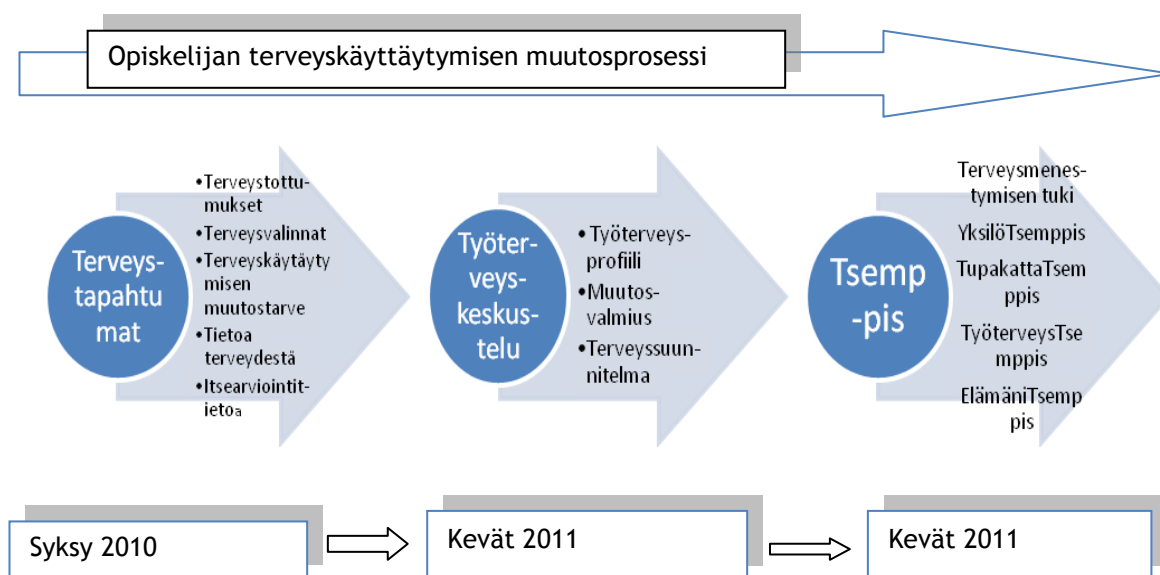 Opiskelijan terveyskäyttäytymisen muutosprosessi
Terveys-
tapahtu
mat
•Terveystottu-
mukset
•Terveysvalinnat
•Terveyskäytäyty
misen
muutostarve
•Tietoa
terveydestä
•Itsearviointit-
ietoa
Työter-
veys-
keskus-
telu
•Työterveys-
profiili
•Muutos-
valmius
•Terveyssuun-
nitelma
Tsemp
-pis
Terveysmenes-
tymisen tuki
YksilöTsemppis
TupakattaTsem
ppis
TyöterveysTse
mppis
ElämäniTsemp
pis
Syksy 2010
Kevät 2011
Kevät 2011